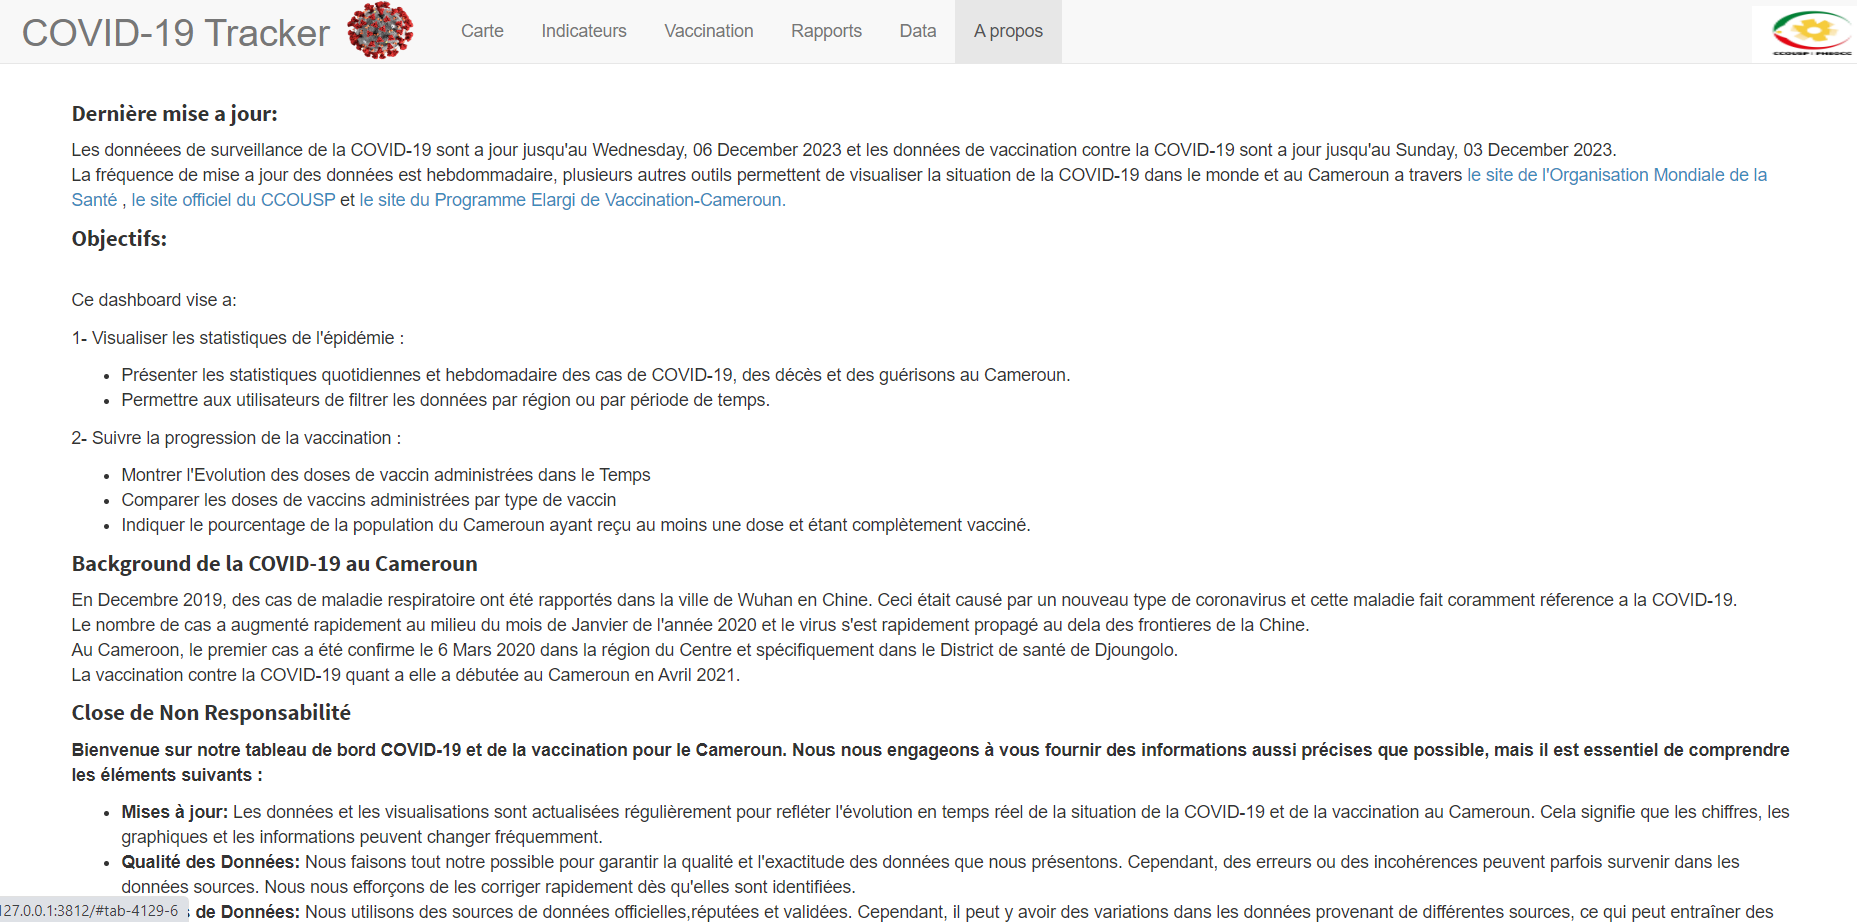 COVID-19 Tracker
Carte
Indicateurs
Vaccination
Rapports
Data
A propos
CCOUSP : PHEOCC
Dernière mise a jour:
Les donnéees de surveillance de la COVID-19 sont a jour jusqu'au Wednesday, 06 December 2023 et les données de vaccination contre la COVID-19 sont a jour jusqu'au Sunday, 03 December 2023.
La fréquence de mise a jour des données est hebdommadaire, plusieurs autres outils permettent de visualiser la situation de la COVID-19 dans le monde et au Cameroun a travers le site de l'Organisation Mondiale de la
Santé , le site officiel du CCOUSP et le site du Programme Elargi de Vaccination-Cameroun.
Objectifs:
Ce dashboard vise a:
1- Visualiser les statistiques de l'épidémie :
• Présenter les statistiques quotidiennes et hebdomadaire des cas de COVID-19, des décès et des guérisons au Cameroun.
• Permettre aux utilisateurs de filtrer les données par région ou par période de temps.
2- Suivre la progression de la vaccination :
• Montrer l'Evolution des doses de vaccin administrées dans le Temps
• Comparer les doses de vaccins administrées par type de vaccin
• Indiquer le pourcentage de la population du Cameroun ayant reçu au moins une dose et étant complètement vacciné.
Background de la COVID-19 au Cameroun
En Decembre 2019, des cas de maladie respiratoire ont été rapportés dans la ville de Wuhan en Chine. Ceci était causé par un nouveau type de coronavirus et cette maladie fait coramment réference a la COVID-19.
Le nombre de cas a augmenté rapidement au milieu du mois de Janvier de l'année 2020 et le virus s'est rapidement propagé au dela des frontieres de la Chine.
Au Cameroon, le premier cas a été confirme le 6 Mars 2020 dans la région du Centre et spécifiquement dans le District de santé de Djoungolo.
La vaccination contre la COVID-19 quant a elle a débutée au Cameroun en Avril 2021.
Close de Non Responsabilité
Bienvenue sur notre tableau de bord COVID-19 et de la vaccination pour le Cameroun. Nous nous engageons à vous fournir des informations aussi précises que possible, mais il est essentiel de comprendre
les éléments suivants :
• Mises à jour: Les données et les visualisations sont actualisées régulièrement pour refléter l'évolution en temps réel de la situation de la COVID-19 et de la vaccination au Cameroun. Cela signifie que les chiffres, les
graphiques et les informations peuvent changer fréquemment.
• Qualité des Données: Nous faisons tout notre possible pour garantir la qualité et l'exactitude des données que nous présentons. Cependant, des erreurs ou des incohérences peuvent parfois survenir dans les
données sources. Nous nous efforçons de les corriger rapidement dès qu'elles sont identifiées.
127.0.0.1:3812/#tab-4129-6
s de Données: Nous utilisons des sources de données officielles,réputées et validées. Cependant, il peut y avoir des variations dans les données provenant de différentes sources, ce qui peut entraîner des